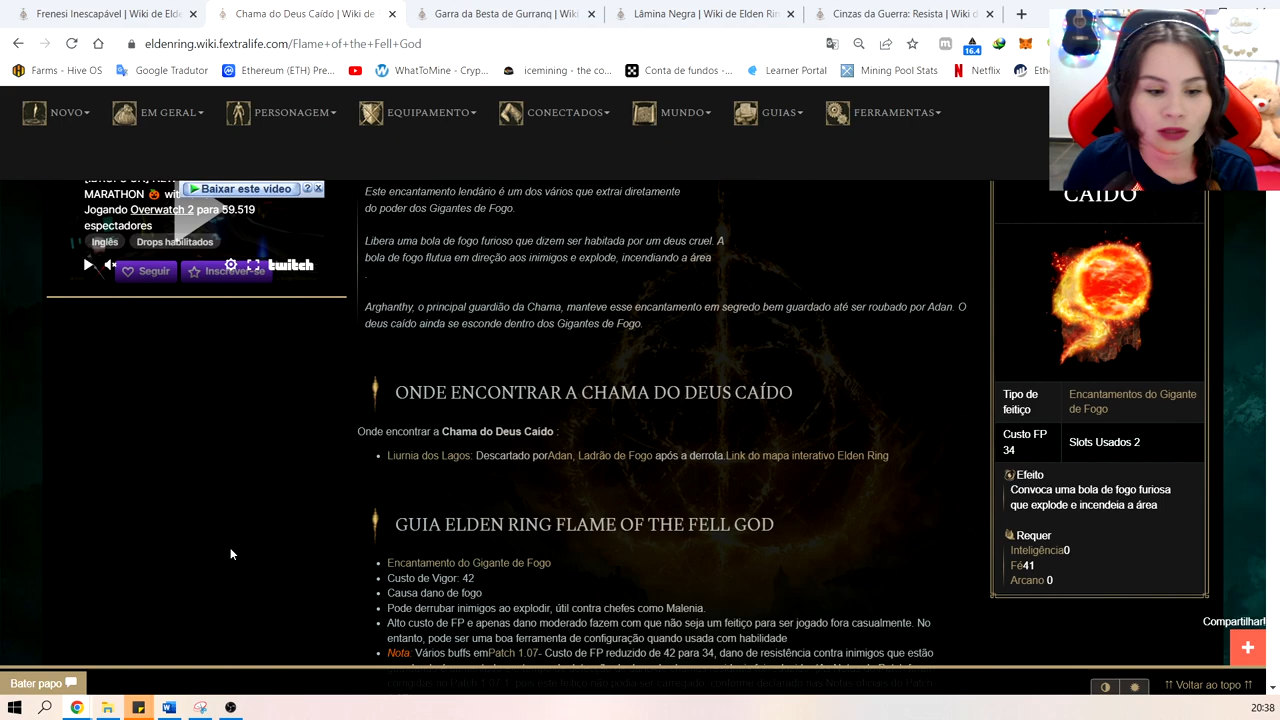 Frenesi Inescapável | Wiki de Elde
Chama do Deus Caído | Wiki
Garra da Besta de Gurranq | Wiki
Lâmina Negra | Wiki de Elden Rin
Cinzas da Guerra: Resista | Wiki d
eldenring.wiki.fextralife.com/Flame+of+the+Fell+God
16.4
Farms - Hive OS
Google Tradutor
Ethereum (ETH) Pre...
WhatToMine - Cryp...
icemining - the co...
Conta de fundos -...
Learner Portal
Mining Pool Stats
Netflix
NOVO
EM GERAL
PERSONAGEM
EQUIPAMENTO
CONECTADOS
MUNDO
GUIAS
FERRAMENTAS
MARATHON
Baixar este vídeo
Jogando Overwatch 2 para 59.519
espectadores
Inglês
Drops habilitados
Seguir
Inscrever-se
twitch
Este encantamento lendário é um dos vários que extrai diretamente
do poder dos Gigantes de Fogo.
Libera uma bola de fogo furioso que dizem ser habitada por um deus cruel. A
bola de fogo flutua em direção aos inimigos e explode, incendiando a área
.
Arghanthy, o principal guardião da Chama, manteve esse encantamento em segredo bem guardado até ser roubado por Adan. O
deus caído ainda se esconde dentro dos Gigantes de Fogo.
ONDE ENCONTRAR A CHAMA DO DEUS CAÍDO
Onde encontrar a Chama do Deus Caído :
Liurnia dos Lagos: Descartado porAdan, Ladrão de Fogo após a derrota.Link do mapa interativo Elden Ring
GUIA ELDEN RING FLAME OF THE FELL GOD
Encantamento do Gigante de Fogo
Custo de Vigor: 42
Causa dano de fogo
Pode derrubar inimigos ao explodir, útil contra chefes como Malenia.
Alto custo de FP e apenas dano moderado fazem com que não seja um feitiço para ser jogado fora casualmente. No
entanto, pode ser uma boa ferramenta de configuração quando usada com habilidade
Nota: Vários buffs emPatch 1.07- Custo de FP reduzido de 42 para 34, dano de resistência contra inimigos que estão
CAÍDO
Tipo de
feitiço
Encantamentos do Gigante
de Fogo
Custo FP
34
Slots Usados 2
Efeito
Convoca uma bola de fogo furiosa
que explode e incendeia a área
Requer
Inteligência0
Fé41
Arcano 0
Compartilhar!
+
Bater papo
Voltar ao topo
20:38